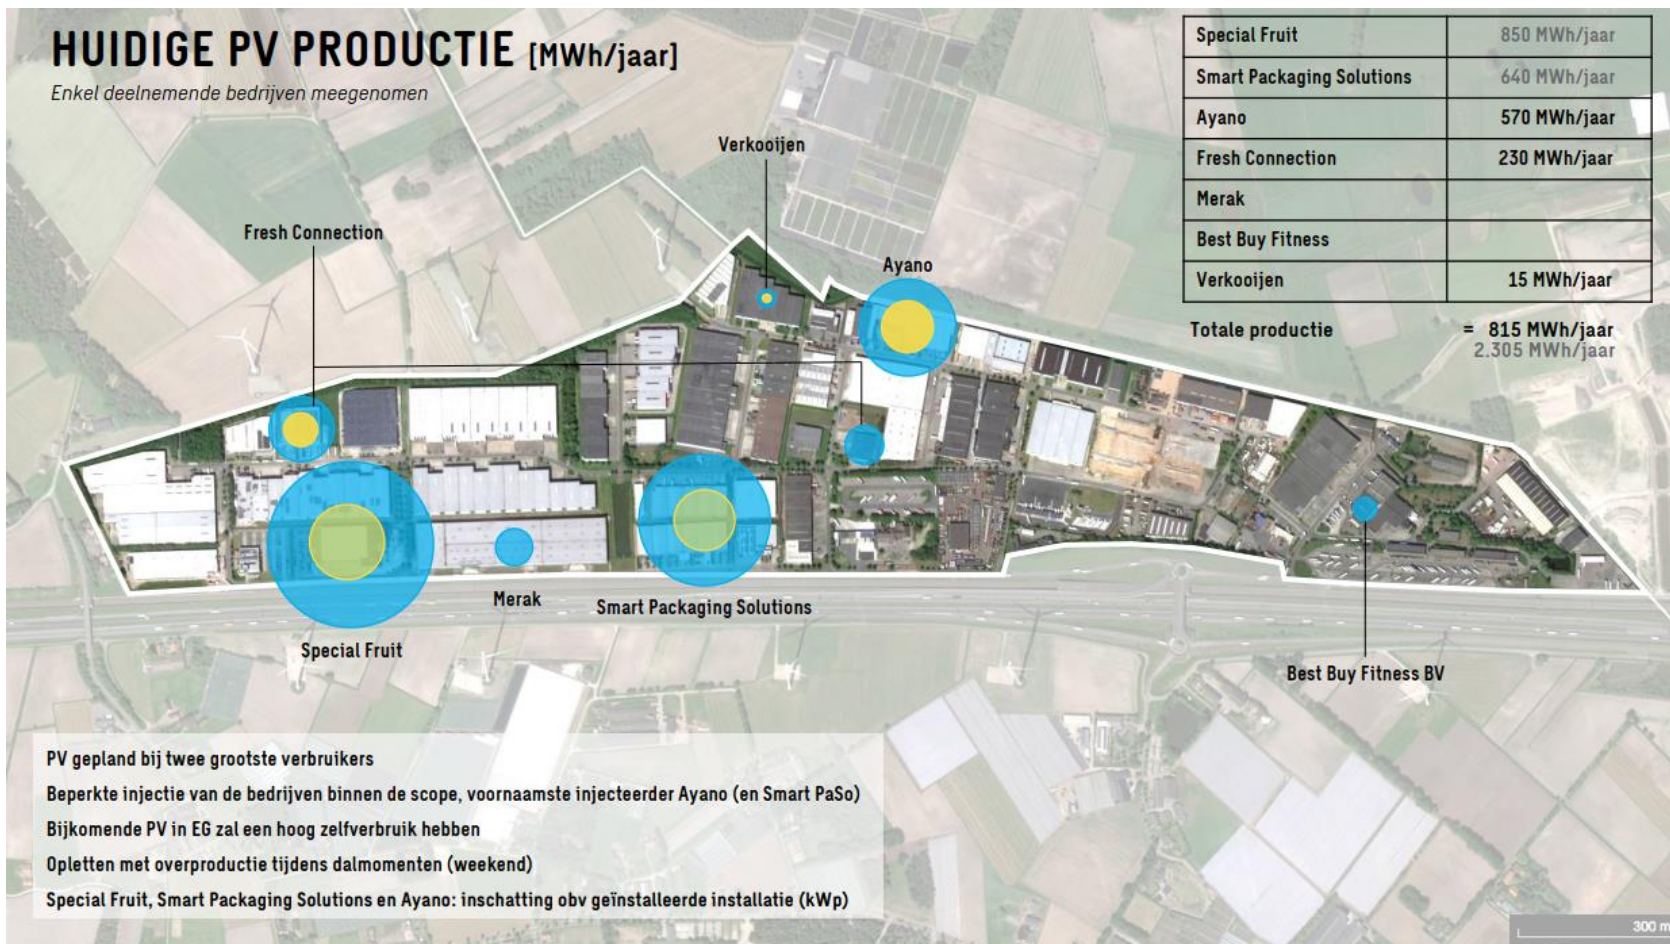 HUIDIGE PV PRODUCTIE [MWh/jaar]
Enkel deelnemende bedrijven meegenomen
Special Fruit 850 MWh/jaar
Smart Packaging Solutions 640 MWh/jaar
Ayano 570 MWh/jaar
Fresh Connection 230 MWh/jaar
Merak
Best Buy Fitness
Verkooijen 15 MWh/jaar
Totale productie = 815 MWh/jaar
2.305 MWh/jaar
Verkooijen
Fresh Connection
Ayano
Merak
Smart Packaging Solutions
Special Fruit
Best Buy Fitness BV
PV gepland bij twee grootste verbruikers
Beperkte injectie van de bedrijven binnen de scope, voornaamste injecteerder Ayano (en Smart PaSo)
Bijkomende PV in EG zal een hoog zelfverbruik hebben
Opletten met overproductie tijdens dalmomenten (weekend)
Special Fruit, Smart Packaging Solutions en Ayano: inschatting obv geïnstalleerde installatie (kWp)
300 m